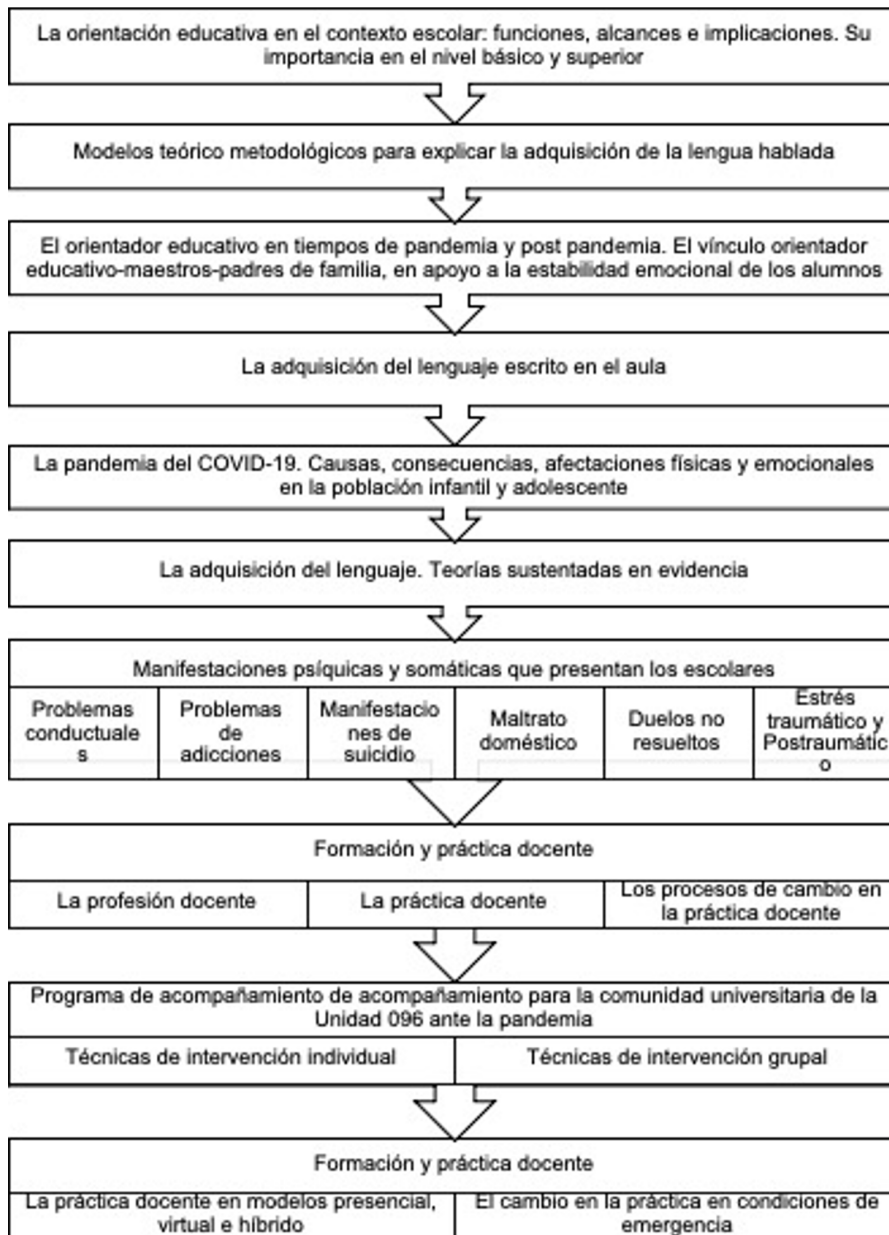 La orientación educativa en el contexto escolar: funciones, alcances e implicaciones. Su
importancia en el nivel básico y superior
Modelos teórico metodológicos para explicar la adquisición de la lengua hablada
El orientador educativo en tiempos de pandemia y post pandemia. El vínculo orientador
educativo-maestros-padres de familia, en apoyo a la estabilidad emocional de los alumnos
La adquisición del lenguaje escrito en el aula
La pandemia del COVID-19. Causas, consecuencias, afectaciones físicas y emocionales
en la población infantil y adolescente
La adquisición del lenguaje. Teorías sustentadas en evidencia
Manifestaciones psíquicas y somáticas que presentan los escolares
Problemas
conductuale
s
Problemas
de
adicciones
Manifestacio
nes de
suicidio
Maltrato
doméstico
Duelos no
resueltos
Estrés
traumático y
Postraumátic
o
Formación y práctica docente
La profesión docente
La práctica docente
Los procesos de cambio en
la práctica docente
Programa de acompañamiento de acompañamiento para la comunidad universitaria de la
Unidad 096 ante la pandemia
Técnicas de intervención individual
Técnicas de intervención grupal
Formación y práctica docente
La práctica docente en modelos presencial,
virtual e híbrido
El cambio en la práctica en condiciones de
emergencia